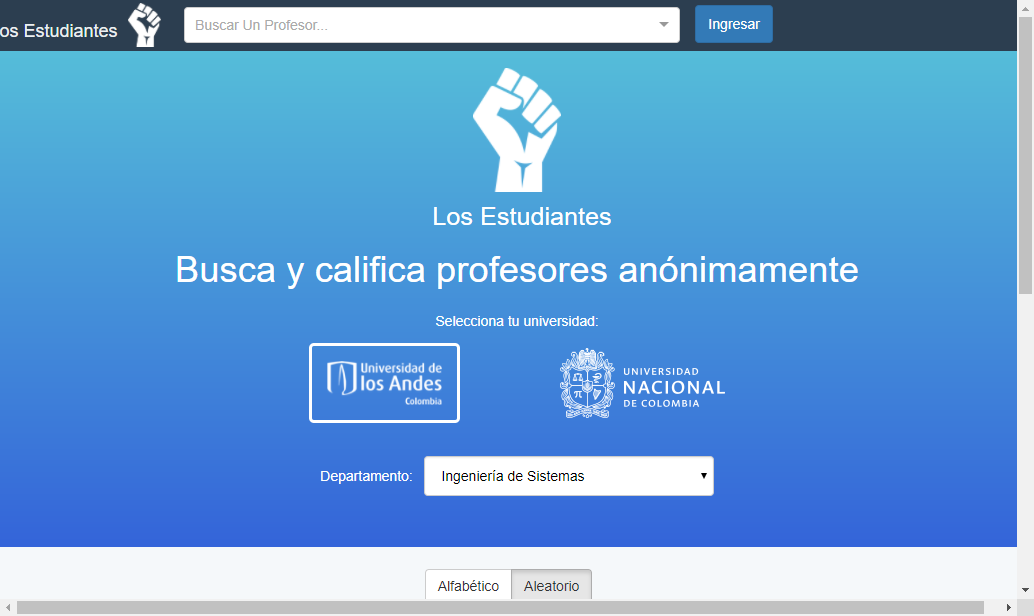 os Estudiantes
Buscar Un Profesor...
Ingresar
Los Estudiantes
Busca y califica profesores anónimamente
Selecciona tu universidad:
Universidad de
los Andes
Colombia
UNIVERSIDAD
NACIONAL
DE COLOMBIA
Departamento:
Ingeniería de Sistemas
Alfabético
Aleatorio